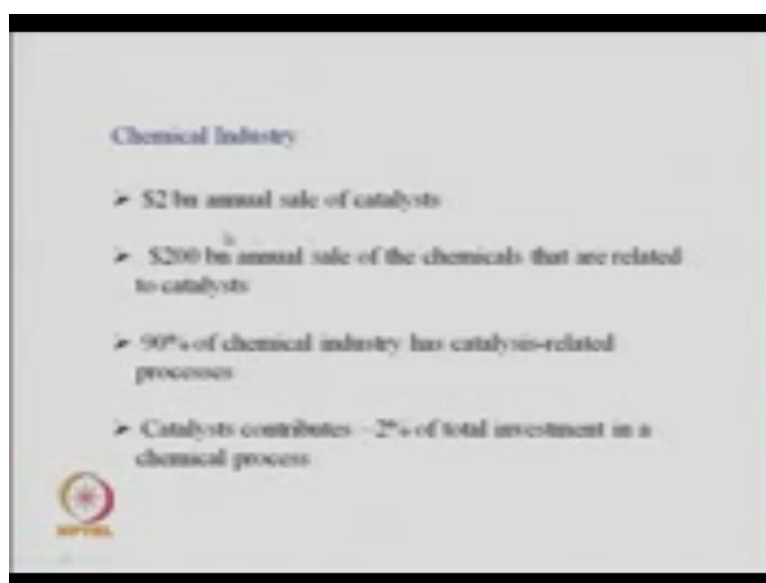 Chemical Industry
➤ $2 bn annual sale of catalysts
➤ $200 bn annual sale of the chemicals that are related
to catalysts
➤ 90% of chemical industry has catalysis-related
processes
➤ Catalysts contributes ~2% of total investment in a
chemical process
NPTEL